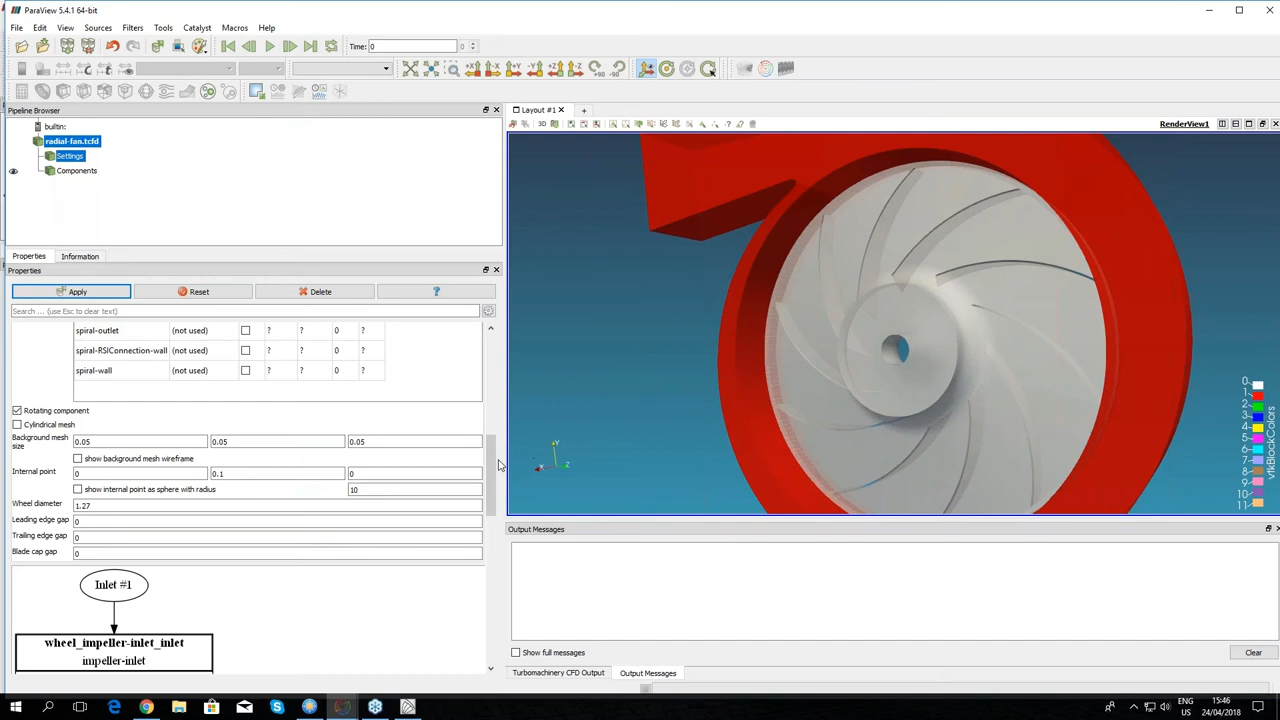 ParaView 5.4.1 64-bit
File Edit View Sources Filters Tools Catalyst Macros Help
Time: 0 0
+X -X +Y -Y +Z -Z +90 -90
Pipeline Browser
Layout #1
builtin:
3D
RenderView1
radial-fan.tcfd
Settings
Components
Properties Information
Properties
Apply Reset Delete ?
Search ... (use Esc to clear text)
spiral-outlet (not used) ? ? 0 ?
spiral-RSIConnection-wall (not used) ? ? 0 ?
spiral-wall (not used) ? ? 0 ?
Rotating component
Cylindrical mesh
Background mesh size 0.05 0.05 0.05
show background mesh wireframe
Internal point 0 0.1 0
show internal point as sphere with radius 10
Wheel diameter 1.27
Leading edge gap 0
Trailing edge gap 0
Blade cap gap 0
Inlet #1
wheel_impeller-inlet_inlet
impeller-inlet
Y
X Z
0
1
2
3
4
5
6
7
8
9
10
11
vtkBlockColors
Output Messages
Show full messages
Clear
Turbomachinery CFD Output Output Messages
ENG
US
15:46
24/04/2018